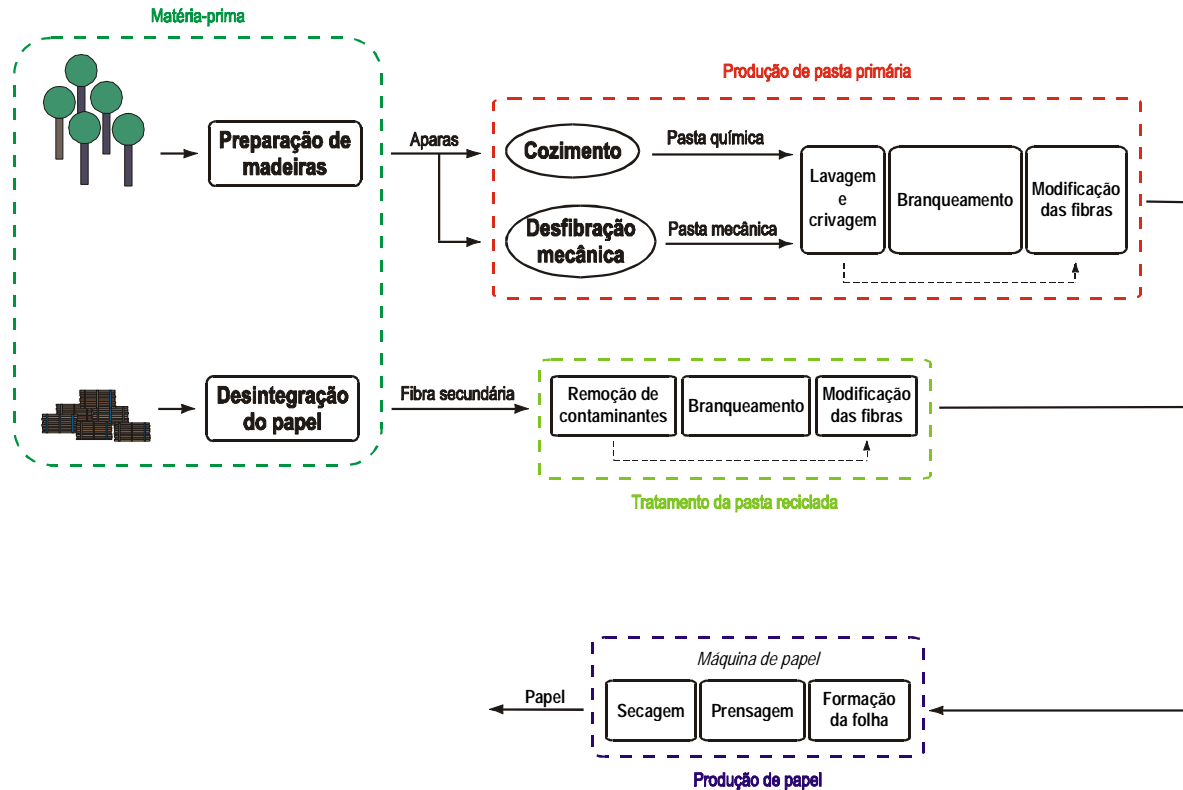 Matéria-prima
Produção de pasta primária
Preparação de
madeiras
Aparas
Cozimento
Pasta química
Desfibração
mecânica
Pasta mecânica
Lavagem
e
crivagem
Branqueamento
Modificação
das fibras
Desintegração
do papel
Fibra secundária
Remoção de
contaminantes
Branqueamento
Modificação
das fibras
Tratamento da pasta reciclada
Máquina de papel
Papel
Secagem
Prensagem
Formação
da folha
Produção de papel